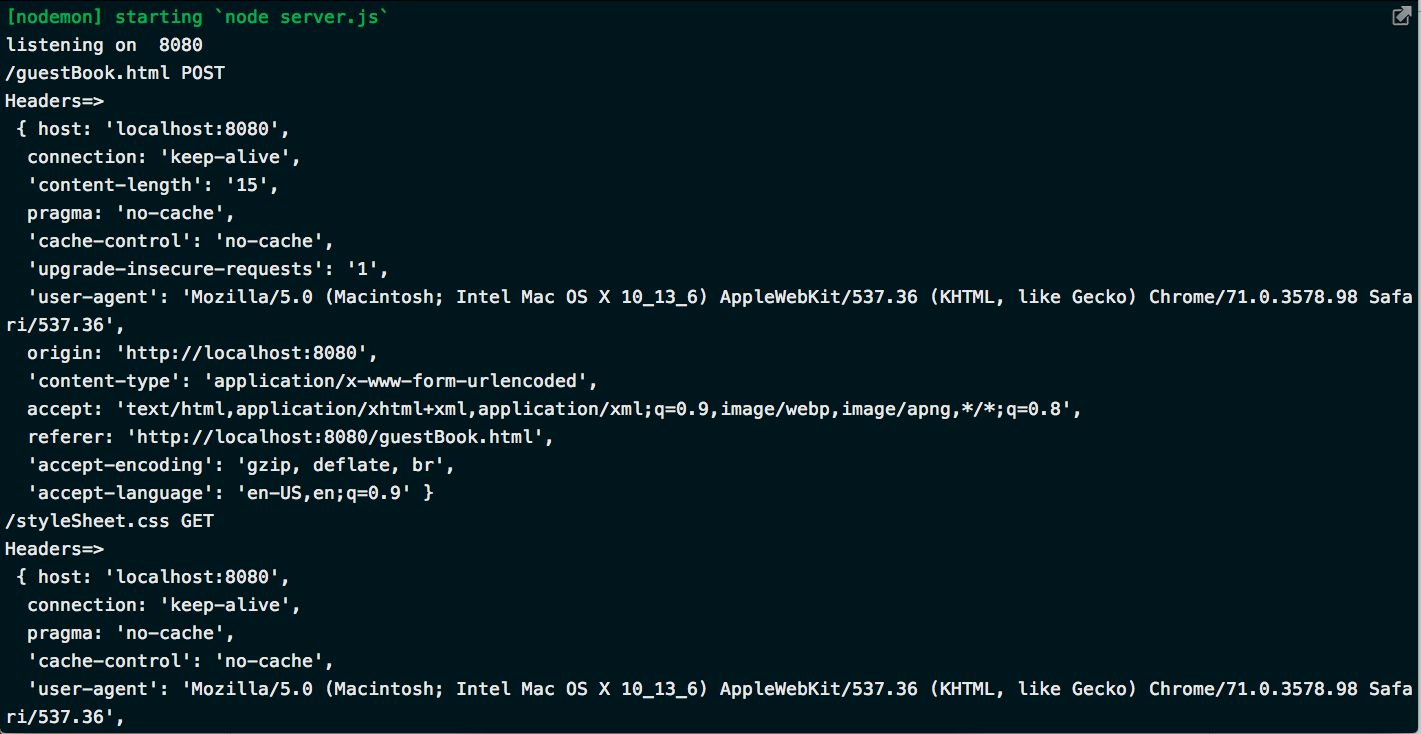 [nodemon] starting `node server.js`
listening on  8080
/guestBook.html POST
Headers=>
 { host: 'localhost:8080',
  connection: 'keep-alive',
  'content-length': '15',
  pragma: 'no-cache',
  'cache-control': 'no-cache',
  'upgrade-insecure-requests': '1',
  'user-agent': 'Mozilla/5.0 (Macintosh; Intel Mac OS X 10_13_6) AppleWebKit/537.36 (KHTML, like Gecko) Chrome/71.0.3578.98 Safa
ri/537.36',
  origin: 'http://localhost:8080',
  'content-type': 'application/x-www-form-urlencoded',
  accept: 'text/html,application/xhtml+xml,application/xml;q=0.9,image/webp,image/apng,*/*;q=0.8',
  referer: 'http://localhost:8080/guestBook.html',
  'accept-encoding': 'gzip, deflate, br',
  'accept-language': 'en-US,en;q=0.9' }
/styleSheet.css GET
Headers=>
 { host: 'localhost:8080',
  connection: 'keep-alive',
  pragma: 'no-cache',
  'cache-control': 'no-cache',
  'user-agent': 'Mozilla/5.0 (Macintosh; Intel Mac OS X 10_13_6) AppleWebKit/537.36 (KHTML, like Gecko) Chrome/71.0.3578.98 Safa
ri/537.36',